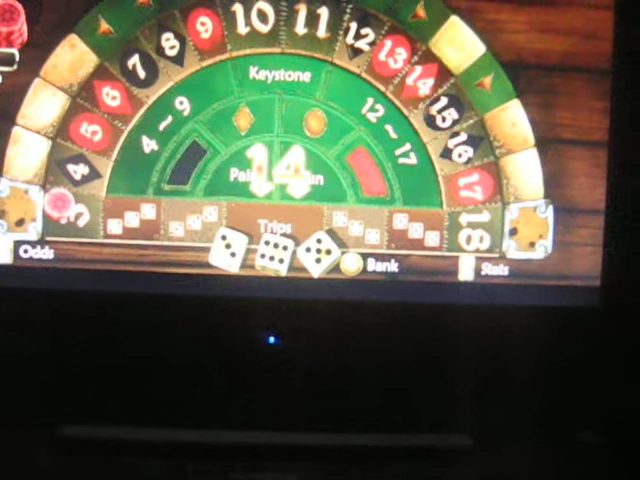 10 11
9 12
8 13
7 14
6 15
5 16
4 17
3 18
Keystone
4 ~ 9
12 ~ 17
14
Trips
Odds
Bank
Stats